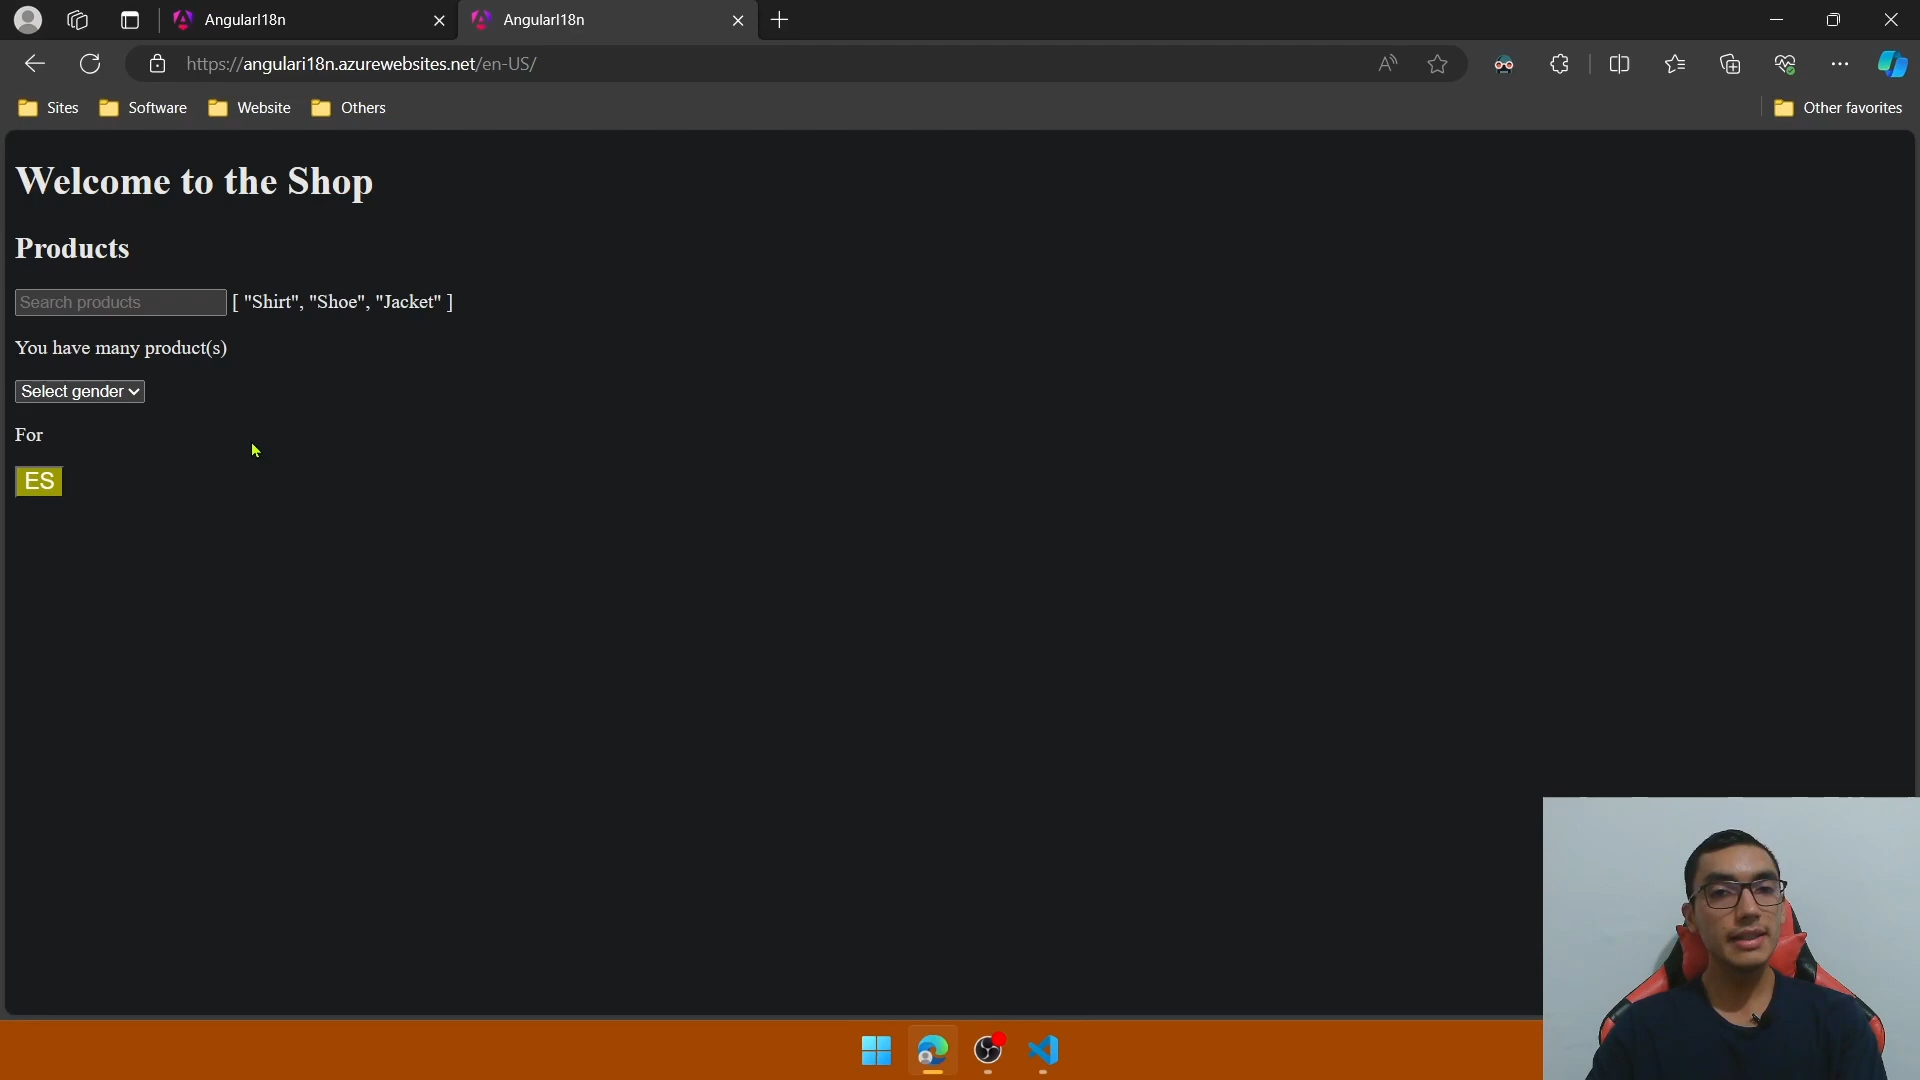 AngularI18n
AngularI18n
https://angulari18n.azurewebsites.net/en-US/
Sites
Software
Website
Others
Other favorites
Welcome to the Shop
Products
Search products [ "Shirt", "Shoe", "Jacket" ]
You have many product(s)
Select gender
For
ES